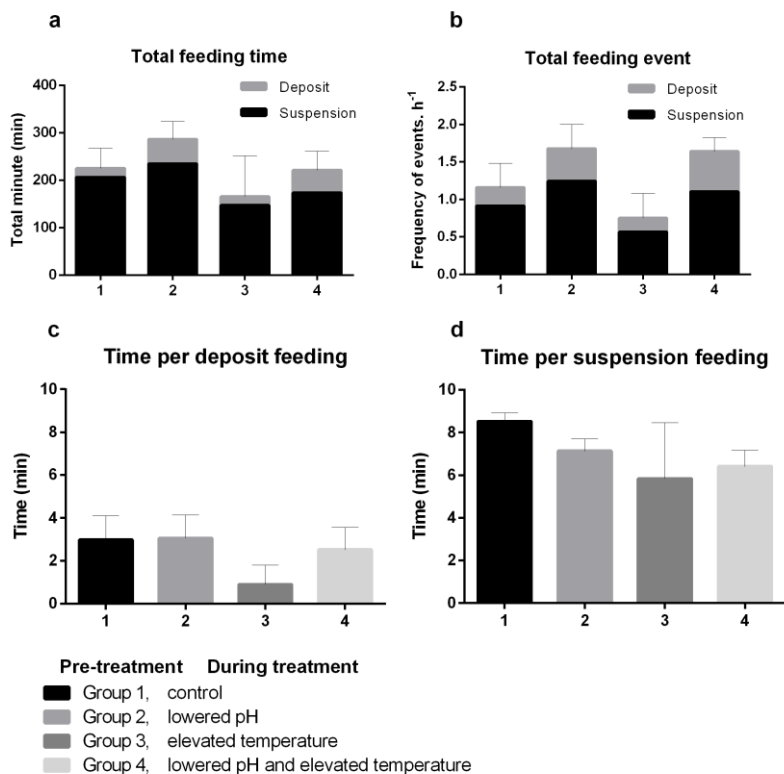 a
Total feeding time
Deposit
Suspension
Total minute (min)
400
300
200
100
0
1 2 3 4
b
Total feeding event
Deposit
Suspension
Frequency of events. h⁻¹
2.5
2.0
1.5
1.0
0.5
0.0
1 2 3 4
c
Time per deposit feeding
Time (min)
10
8
6
4
2
0
1 2 3 4
d
Time per suspension feeding
Time (min)
10
8
6
4
2
0
1 2 3 4
Pre-treatment During treatment
Group 1, control
Group 2, lowered pH
Group 3, elevated temperature
Group 4, lowered pH and elevated temperature